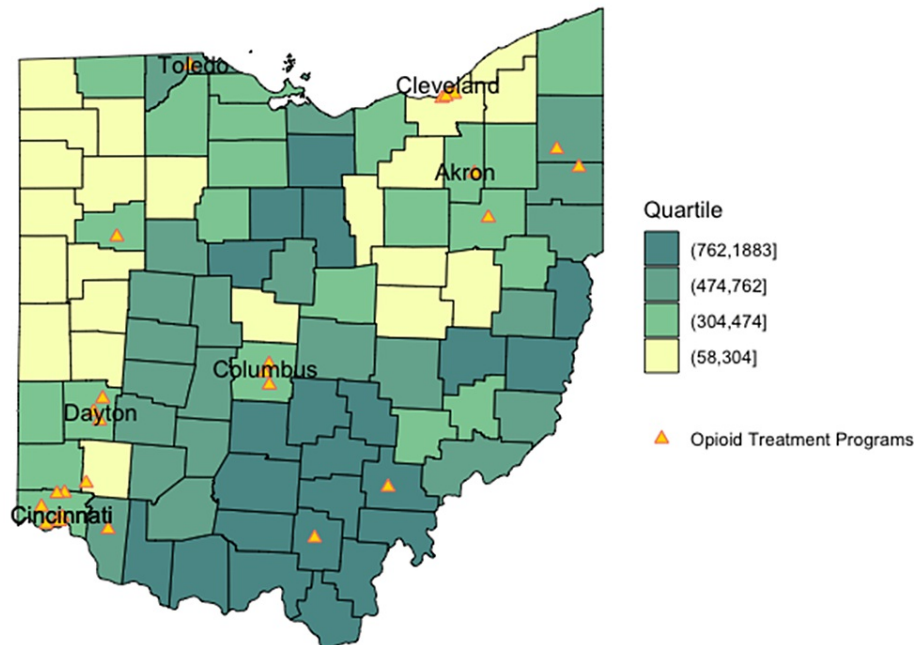 Toledo
Cleveland
Akron
Columbus
Dayton
Cincinnati
Quartile
(762,1883]
(474,762]
(304,474]
(58,304]
Opioid Treatment Programs